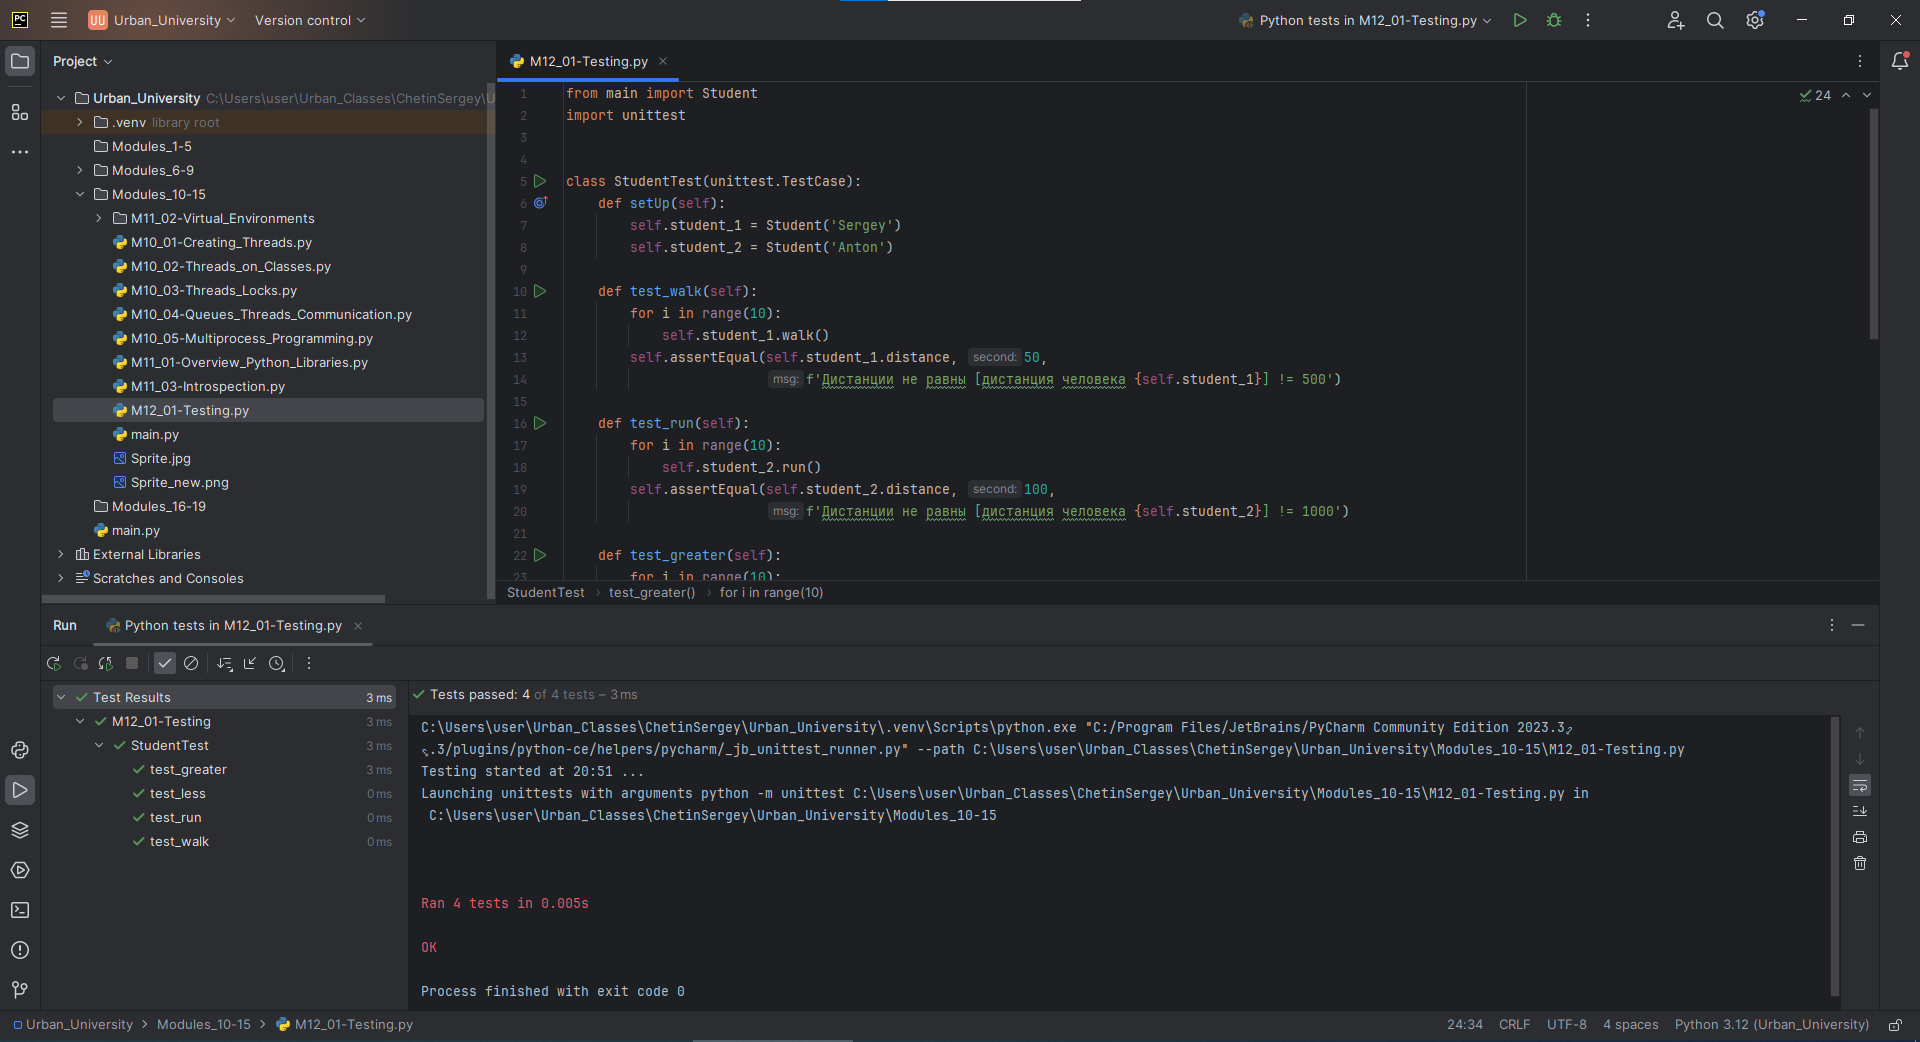 PC
UU Urban_University Version control Python tests in M12_01-Testing.py
Project
M12_01-Testing.py
Urban_University C:\Users\user\Urban_Classes\ChetinSergey\U
.venv library root
Modules_1-5
Modules_6-9
Modules_10-15
M11_02-Virtual_Environments
M10_01-Creating_Threads.py
M10_02-Threads_on_Classes.py
M10_03-Threads_Locks.py
M10_04-Queues_Threads_Communication.py
M10_05-Multiprocess_Programming.py
M11_01-Overview_Python_Libraries.py
M11_03-Introspection.py
M12_01-Testing.py
main.py
Sprite.jpg
Sprite_new.png
Modules_16-19
main.py
External Libraries
Scratches and Consoles
24
1 from main import Student
2 import unittest
3
4
5 class StudentTest(unittest.TestCase):
6 def setUp(self):
7 self.student_1 = Student('Sergey')
8 self.student_2 = Student('Anton')
9
10 def test_walk(self):
11 for i in range(10):
12 self.student_1.walk()
13 self.assertEqual(self.student_1.distance, second: 50,
14 msg: f'Дистанции не равны [дистанция человека {self.student_1}] != 500')
15
16 def test_run(self):
17 for i in range(10):
18 self.student_2.run()
19 self.assertEqual(self.student_2.distance, second: 100,
20 msg: f'Дистанции не равны [дистанция человека {self.student_2}] != 1000')
21
22 def test_greater(self):
23 for i in range(10):
StudentTest test_greater() for i in range(10)
Run Python tests in M12_01-Testing.py
Test Results 3 ms
M12_01-Testing 3 ms
StudentTest 3 ms
test_greater 3 ms
test_less 0 ms
test_run 0 ms
test_walk 0 ms
Tests passed: 4 of 4 tests – 3 ms
C:\Users\user\Urban_Classes\ChetinSergey\Urban_University\.venv\Scripts\python.exe "C:/Program Files/JetBrains/PyCharm Community Edition 2023.3
.3/plugins/python-ce/helpers/pycharm/_jb_unittest_runner.py" --path C:\Users\user\Urban_Classes\ChetinSergey\Urban_University\Modules_10-15\M12_01-Testing.py
Testing started at 20:51 ...
Launching unittests with arguments python -m unittest C:\Users\user\Urban_Classes\ChetinSergey\Urban_University\Modules_10-15\M12_01-Testing.py in
C:\Users\user\Urban_Classes\ChetinSergey\Urban_University\Modules_10-15
Ran 4 tests in 0.005s
OK
Process finished with exit code 0
Urban_University Modules_10-15 M12_01-Testing.py 24:34 CRLF UTF-8 4 spaces Python 3.12 (Urban_University)